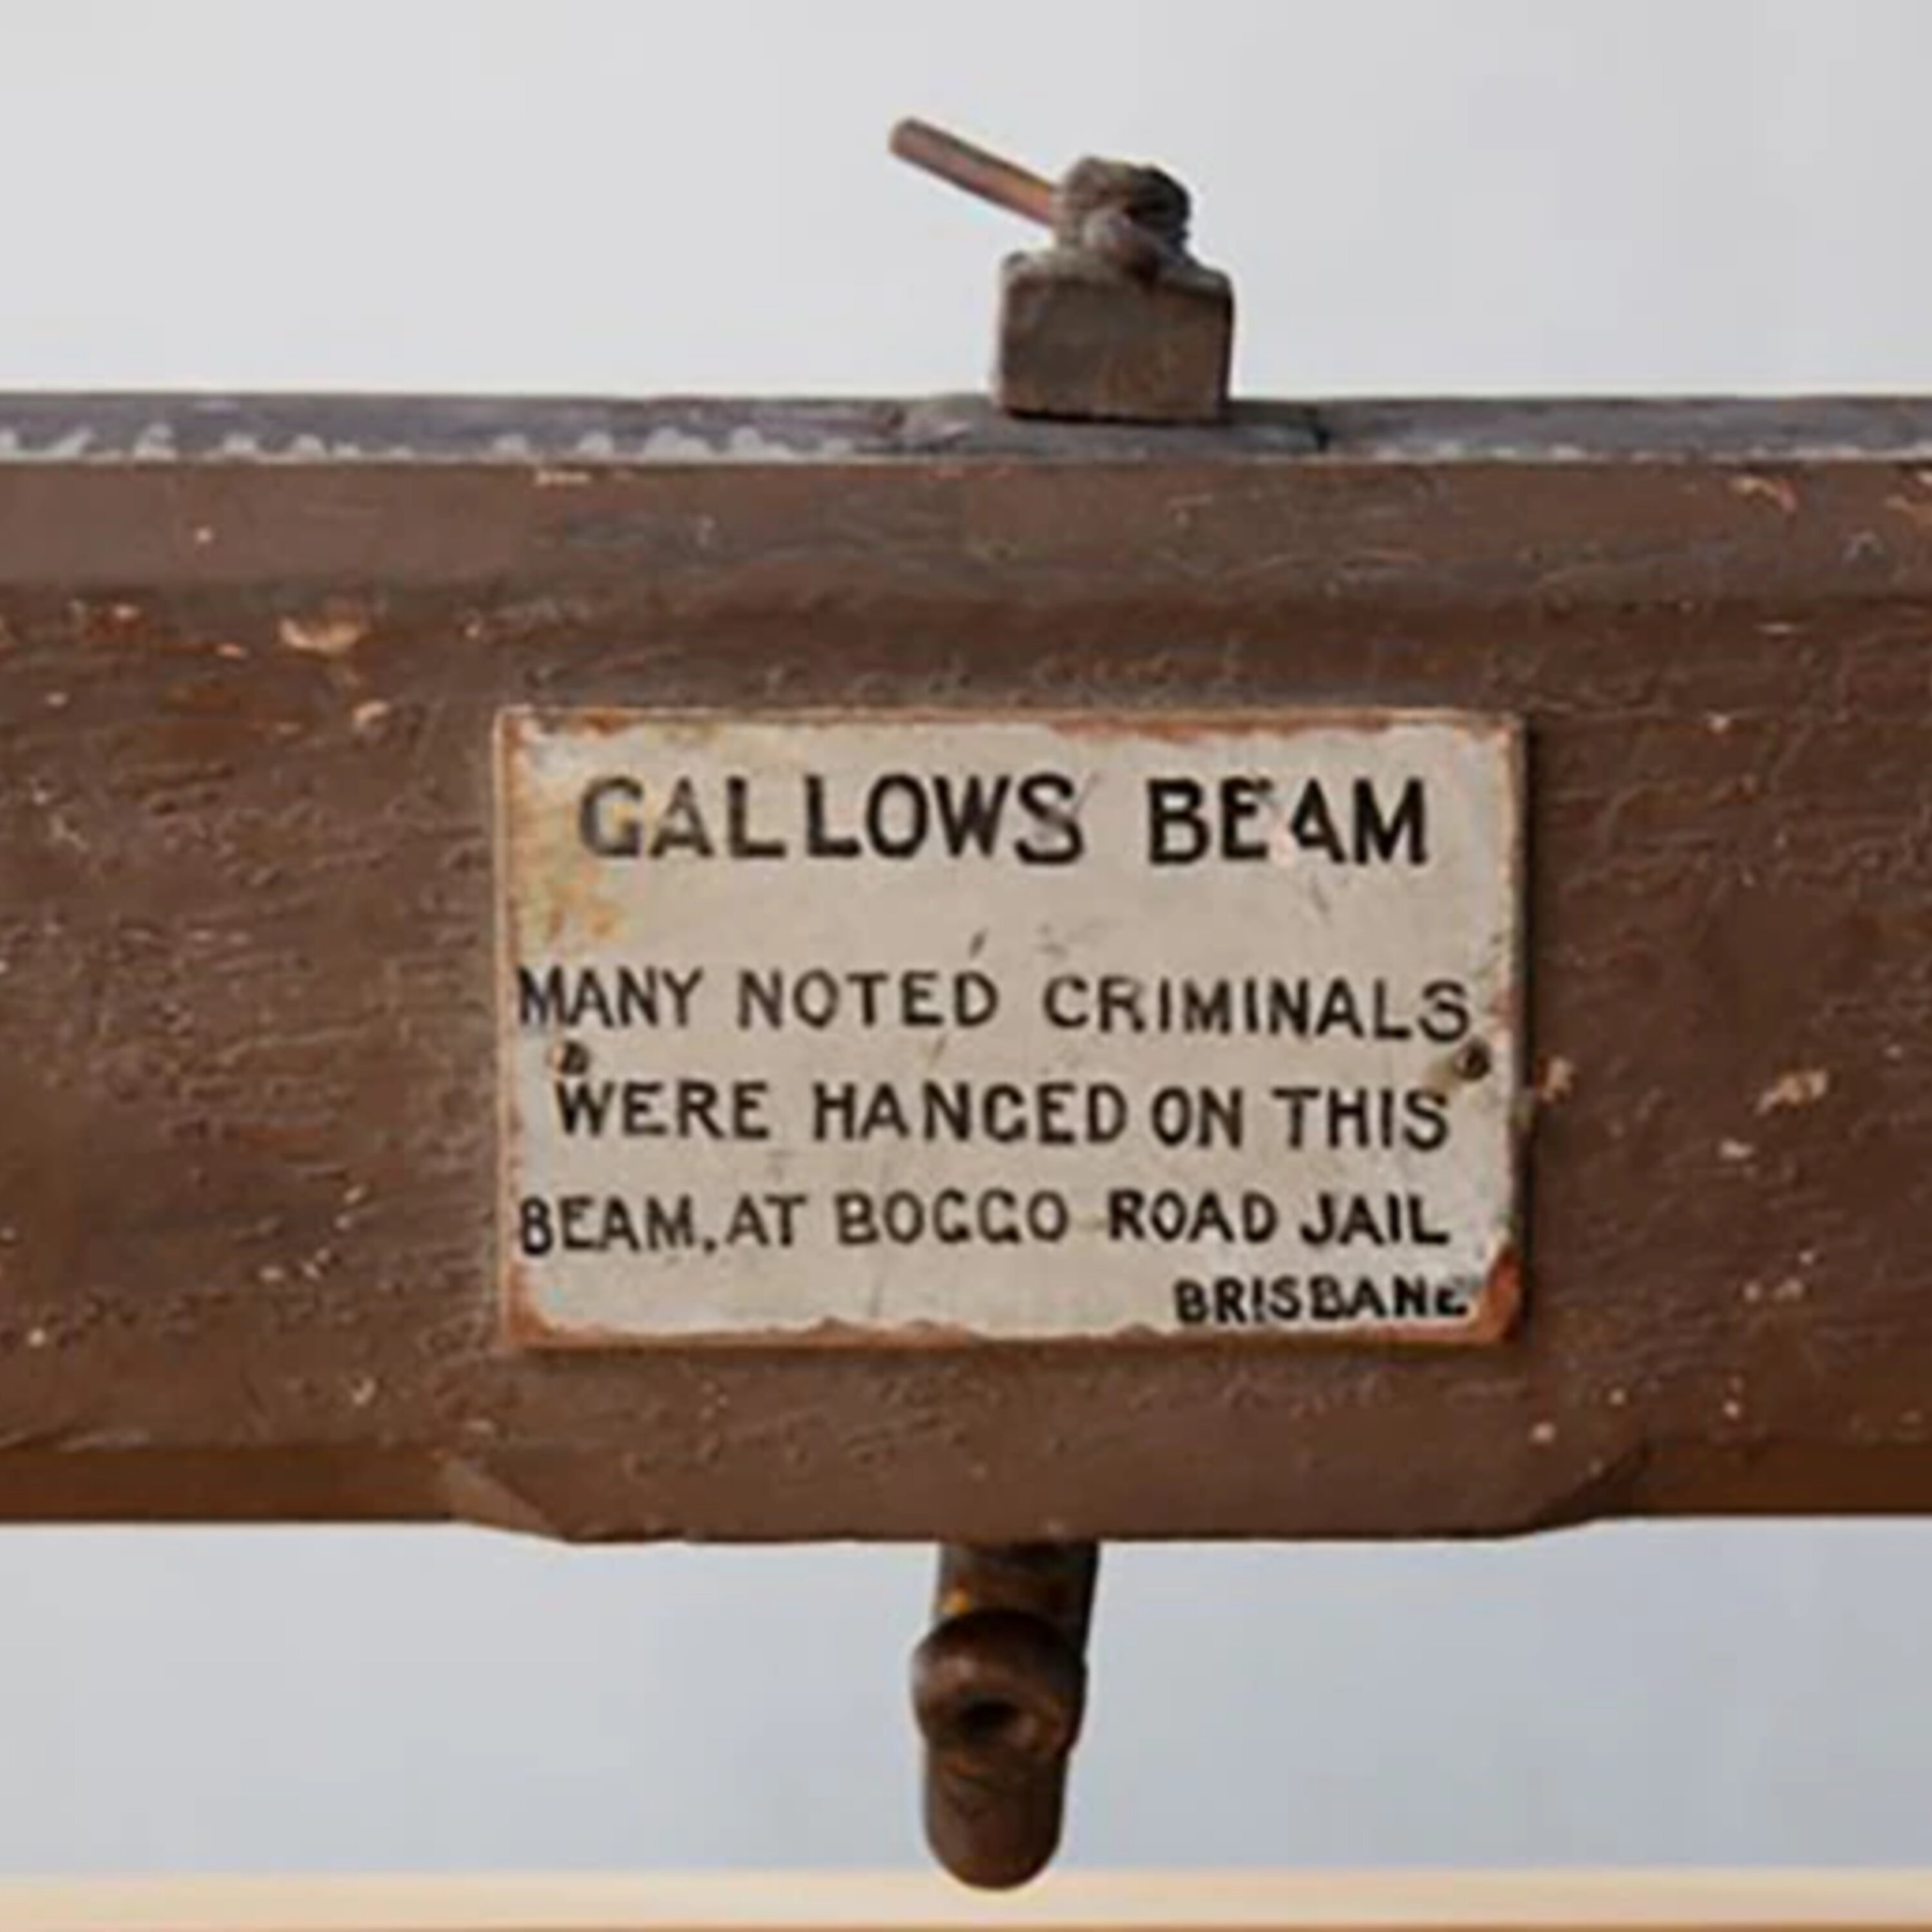 GALLOWS BEAM
MANY NOTED CRIMINALS
WERE HANGED ON THIS
BEAM, AT BOGGO ROAD JAIL
BRISBANE